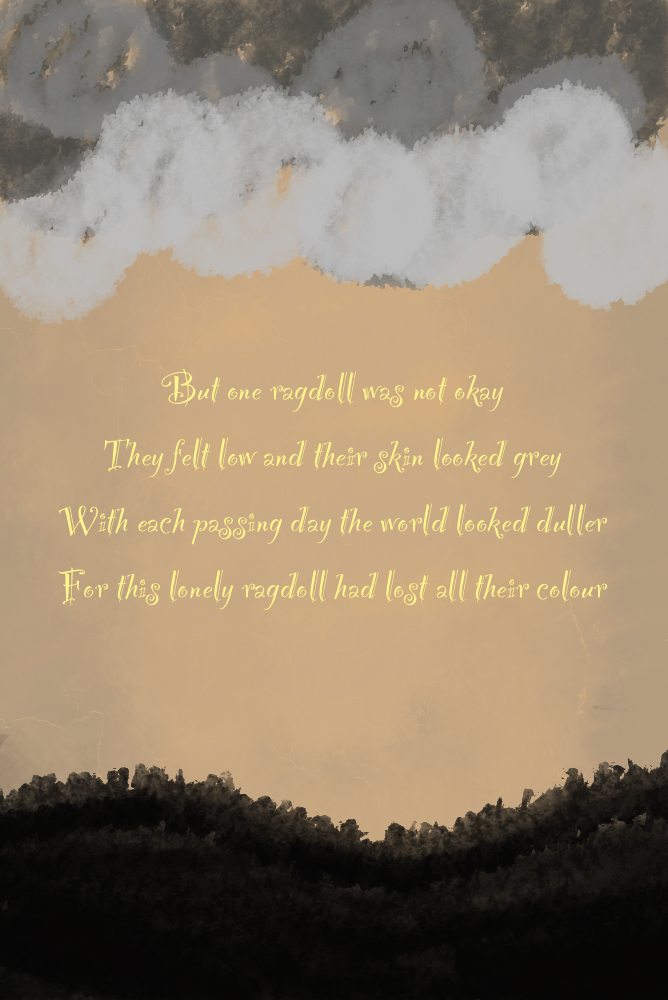 But one ragdoll was not okay
They felt low and their skin looked grey
With each passing day the world looked duller
For this lonely ragdoll had lost all their colour